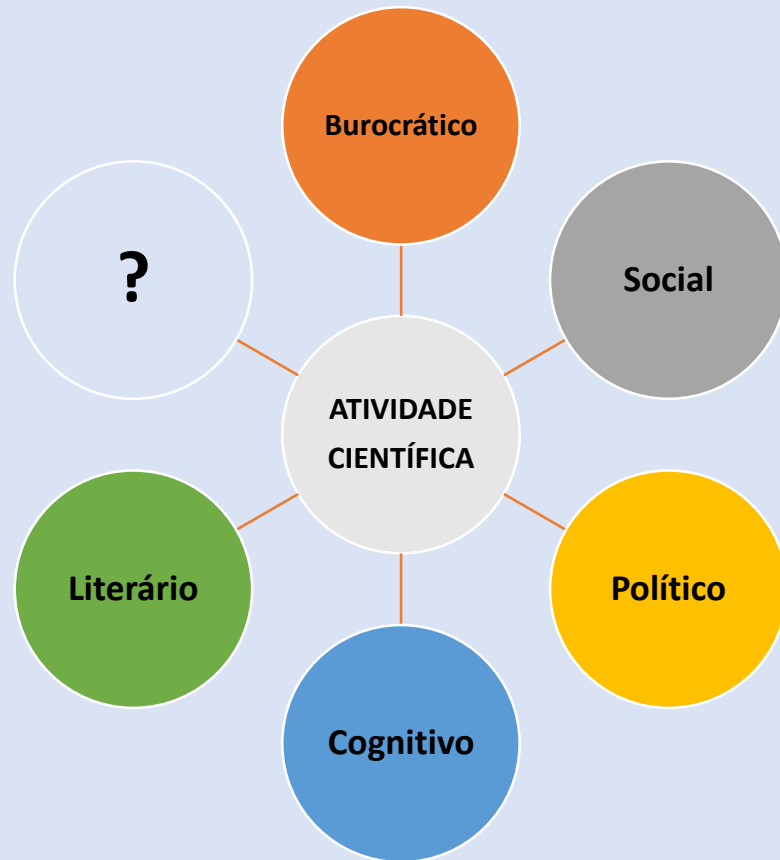 Burocrático
?
Social
ATIVIDADE
CIENTÍFICA
Literário
Político
Cognitivo